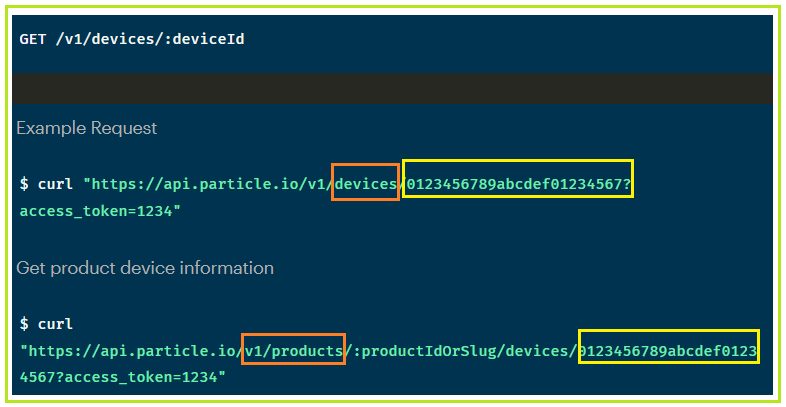 GET /v1/devices/:deviceId
Example Request
$ curl "https://api.particle.io/v1/devices/0123456789abcdef01234567?
access_token=1234"
Get product device information
$ curl
"https://api.particle.io/v1/products/:productIdOrSlug/devices/0123456789abcdef0123
4567?access_token=1234"